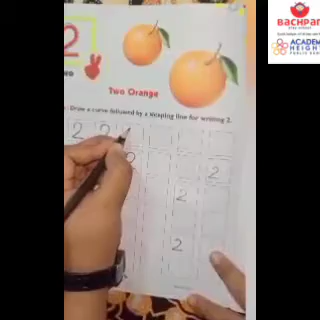 BACHPAN
ACADEMIC
HEIGHTS
2
Two Orange
Draw a curve followed by a sleeping line for writing 2.
2 2
2 2
2
2